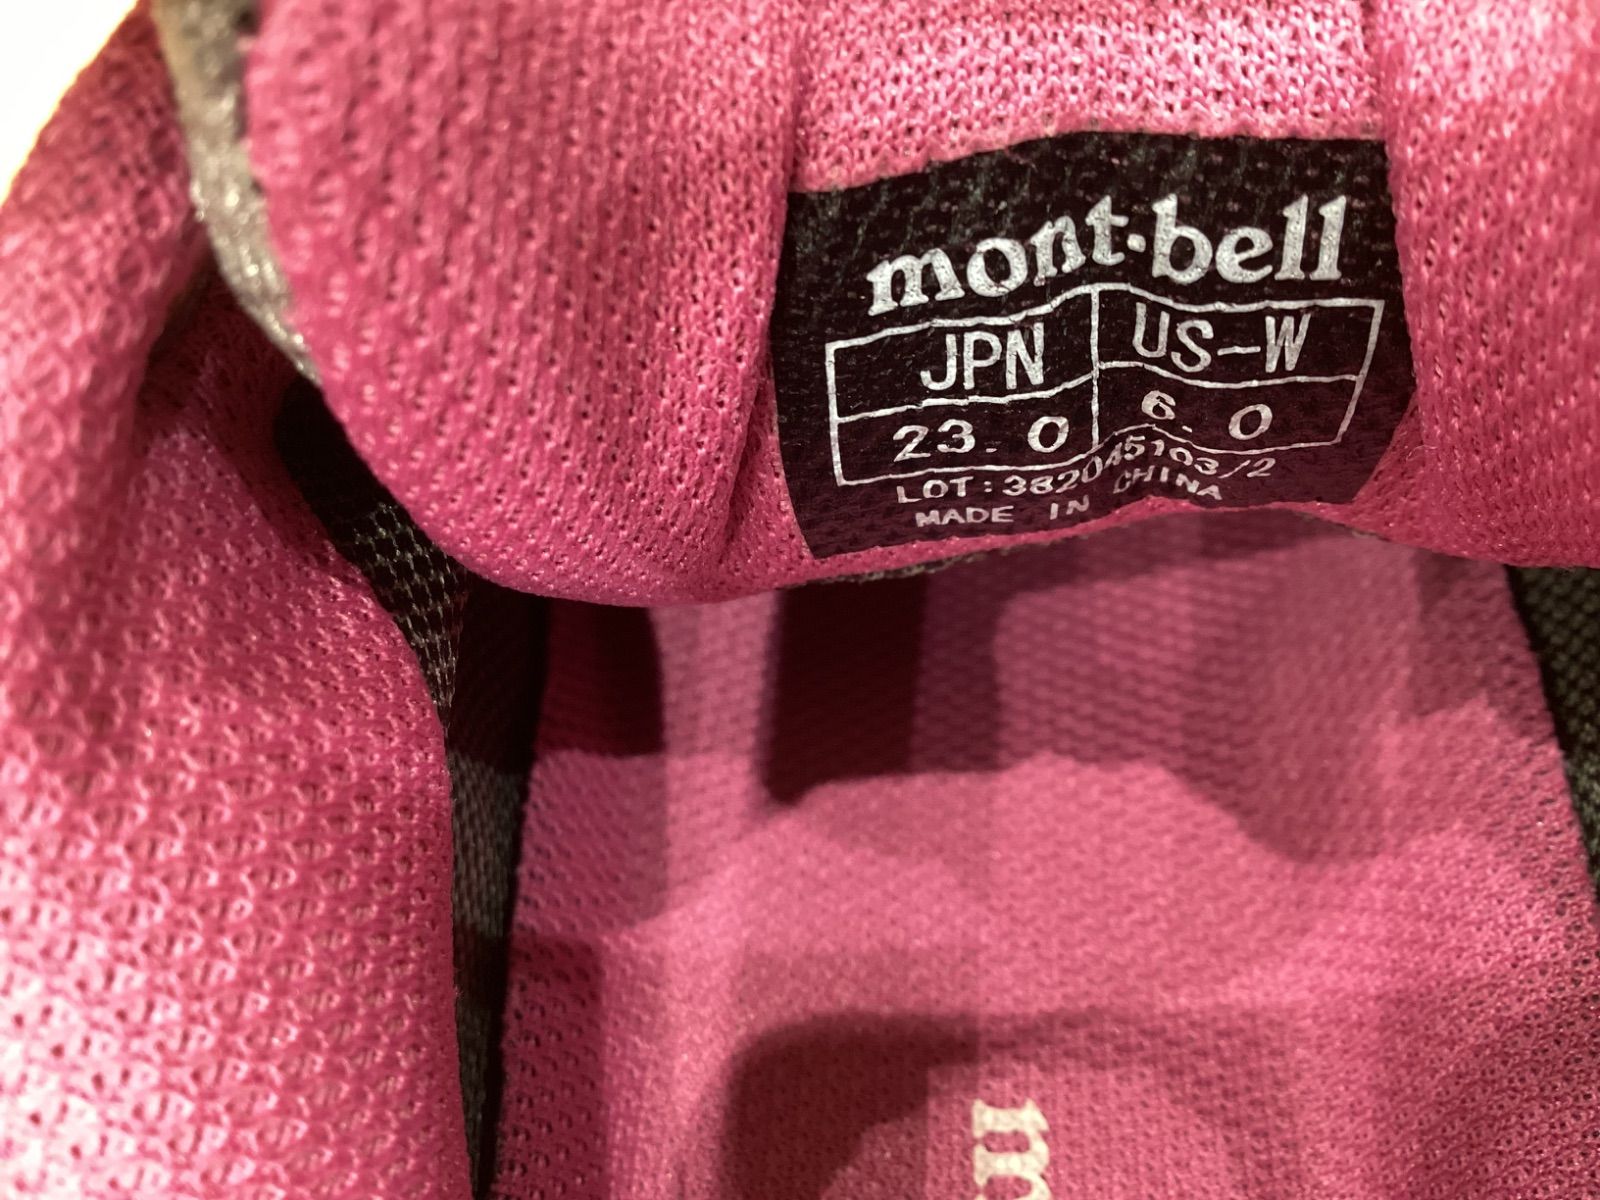 mont-bell
JPN US-W
23.0 6.0
LOT:382045103/2
MADE IN CHINA
m